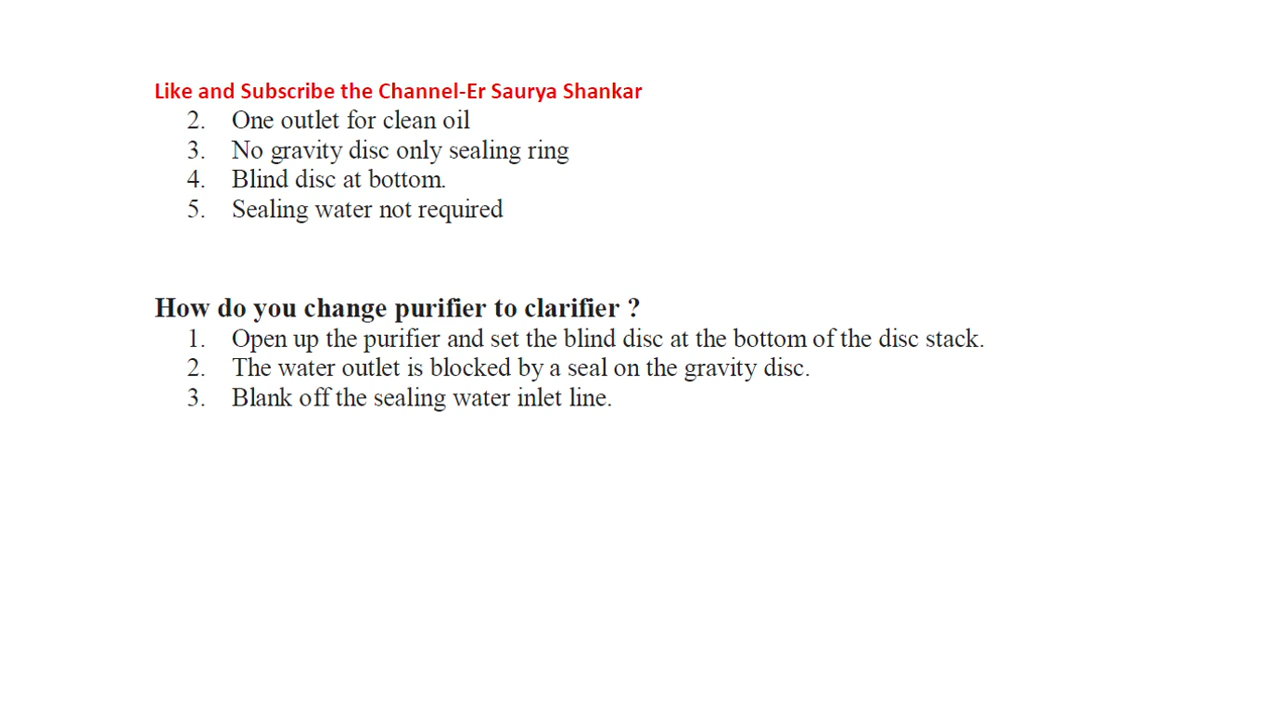 Like and Subscribe the Channel-Er Saurya Shankar
2. One outlet for clean oil
3. No gravity disc only sealing ring
4. Blind disc at bottom.
5. Sealing water not required
How do you change purifier to clarifier ?
1. Open up the purifier and set the blind disc at the bottom of the disc stack.
2. The water outlet is blocked by a seal on the gravity disc.
3. Blank off the sealing water inlet line.